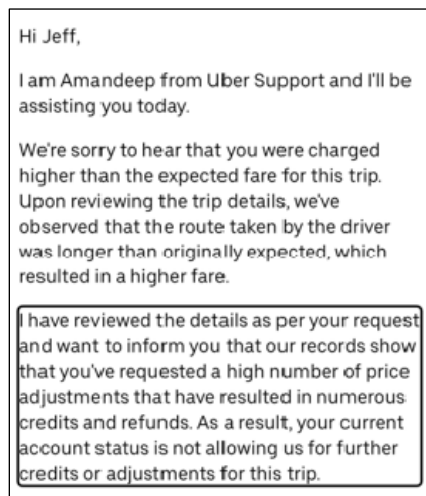 Hi Jeff,
I am Amandeep from Uber Support and I'll be
assisting you today.
We're sorry to hear that you were charged
higher than the expected fare for this trip.
Upon reviewing the trip details, we've
observed that the route taken by the driver
was longer than originally expected, which
resulted in a higher fare.
I have reviewed the details as per your request
and want to inform you that our records show
that you've requested a high number of price
adjustments that have resulted in numerous
credits and refunds. As a result, your current
account status is not allowing us for further
credits or adjustments for this trip.